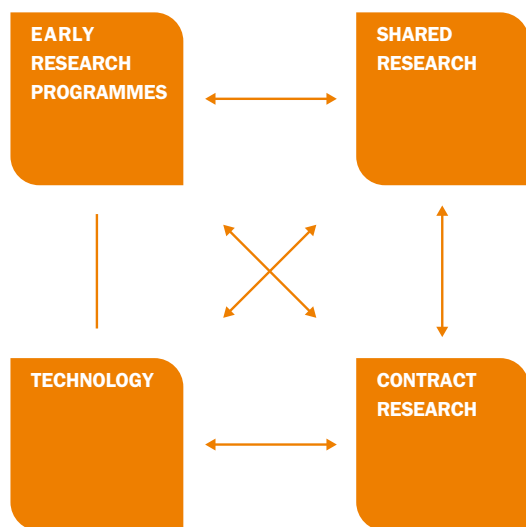 EARLY
RESEARCH
PROGRAMMES
SHARED
RESEARCH
TECHNOLOGY
CONTRACT
RESEARCH